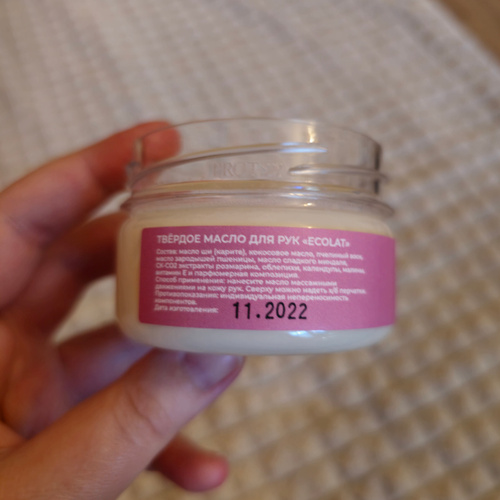 ТВЁРДОЕ МАСЛО ДЛЯ РУК «ECOLAT»
Состав: масло ши (карите), кокосовое масло, пчелиный воск,
масло зародышей пшеницы, масло сладкого миндаля,
СК-СО2 экстракты розмарина, облепихи, календулы, малины,
витамин Е и парфюмерная композиция.
Способ применения: нанесите масло массажными
движениями на кожу рук. Сверху можно надеть х/б перчатки.
Противопоказания: индивидуальная непереносимость
компонентов.
Дата изготовления: 11.2022